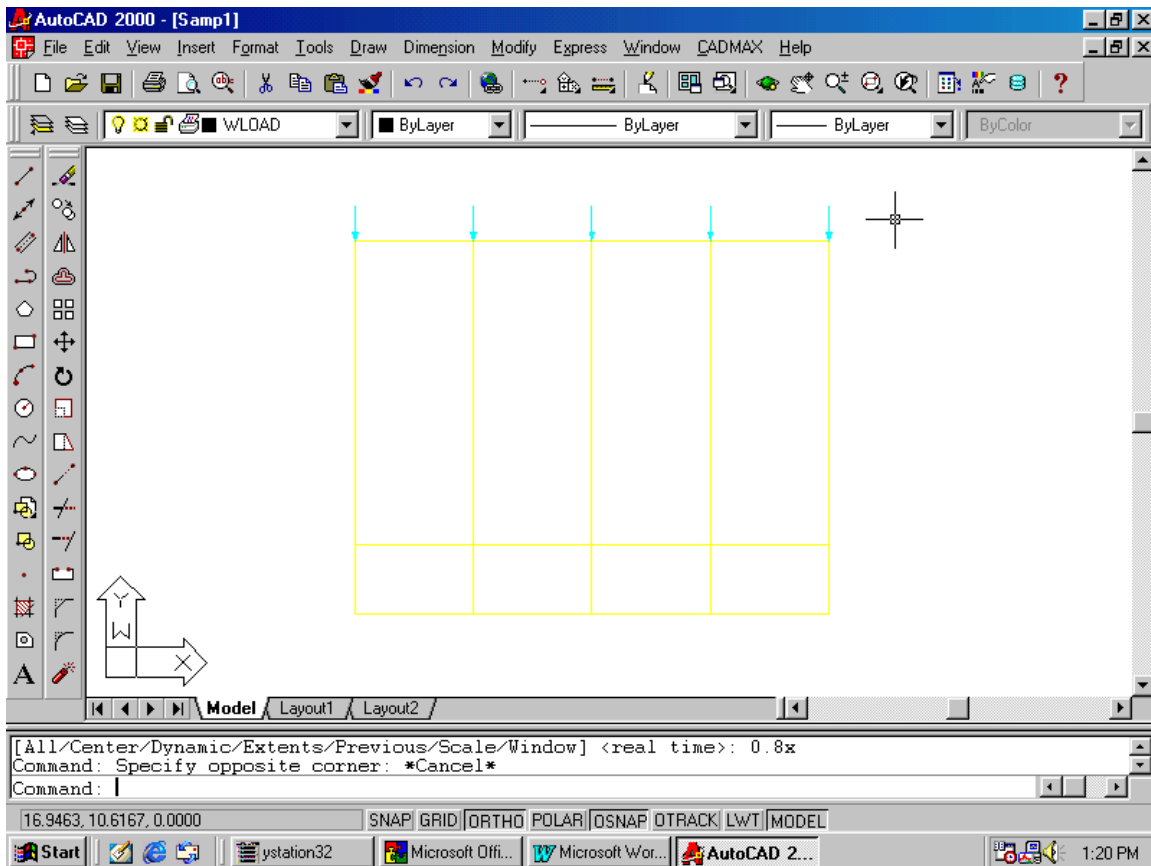 AutoCAD 2000 - [Samp1]
File Edit View Insert Format Tools Draw Dimension Modify Express Window CADMAX Help
WLOAD ByLayer ByLayer ByLayer ByColor
Y
W
X
A
Model Layout1 Layout2
[All/Center/Dynamic/Extents/Previous/Scale/Window] <real time>: 0.8x
Command: Specify opposite corner: *Cancel*
Command:
16.9463, 10.6167, 0.0000 SNAP GRID ORTHO POLAR OSNAP OTRACK LWT MODEL
Start ystation32 Microsoft Offi... Microsoft Wor... AutoCAD 2... 1:20 PM